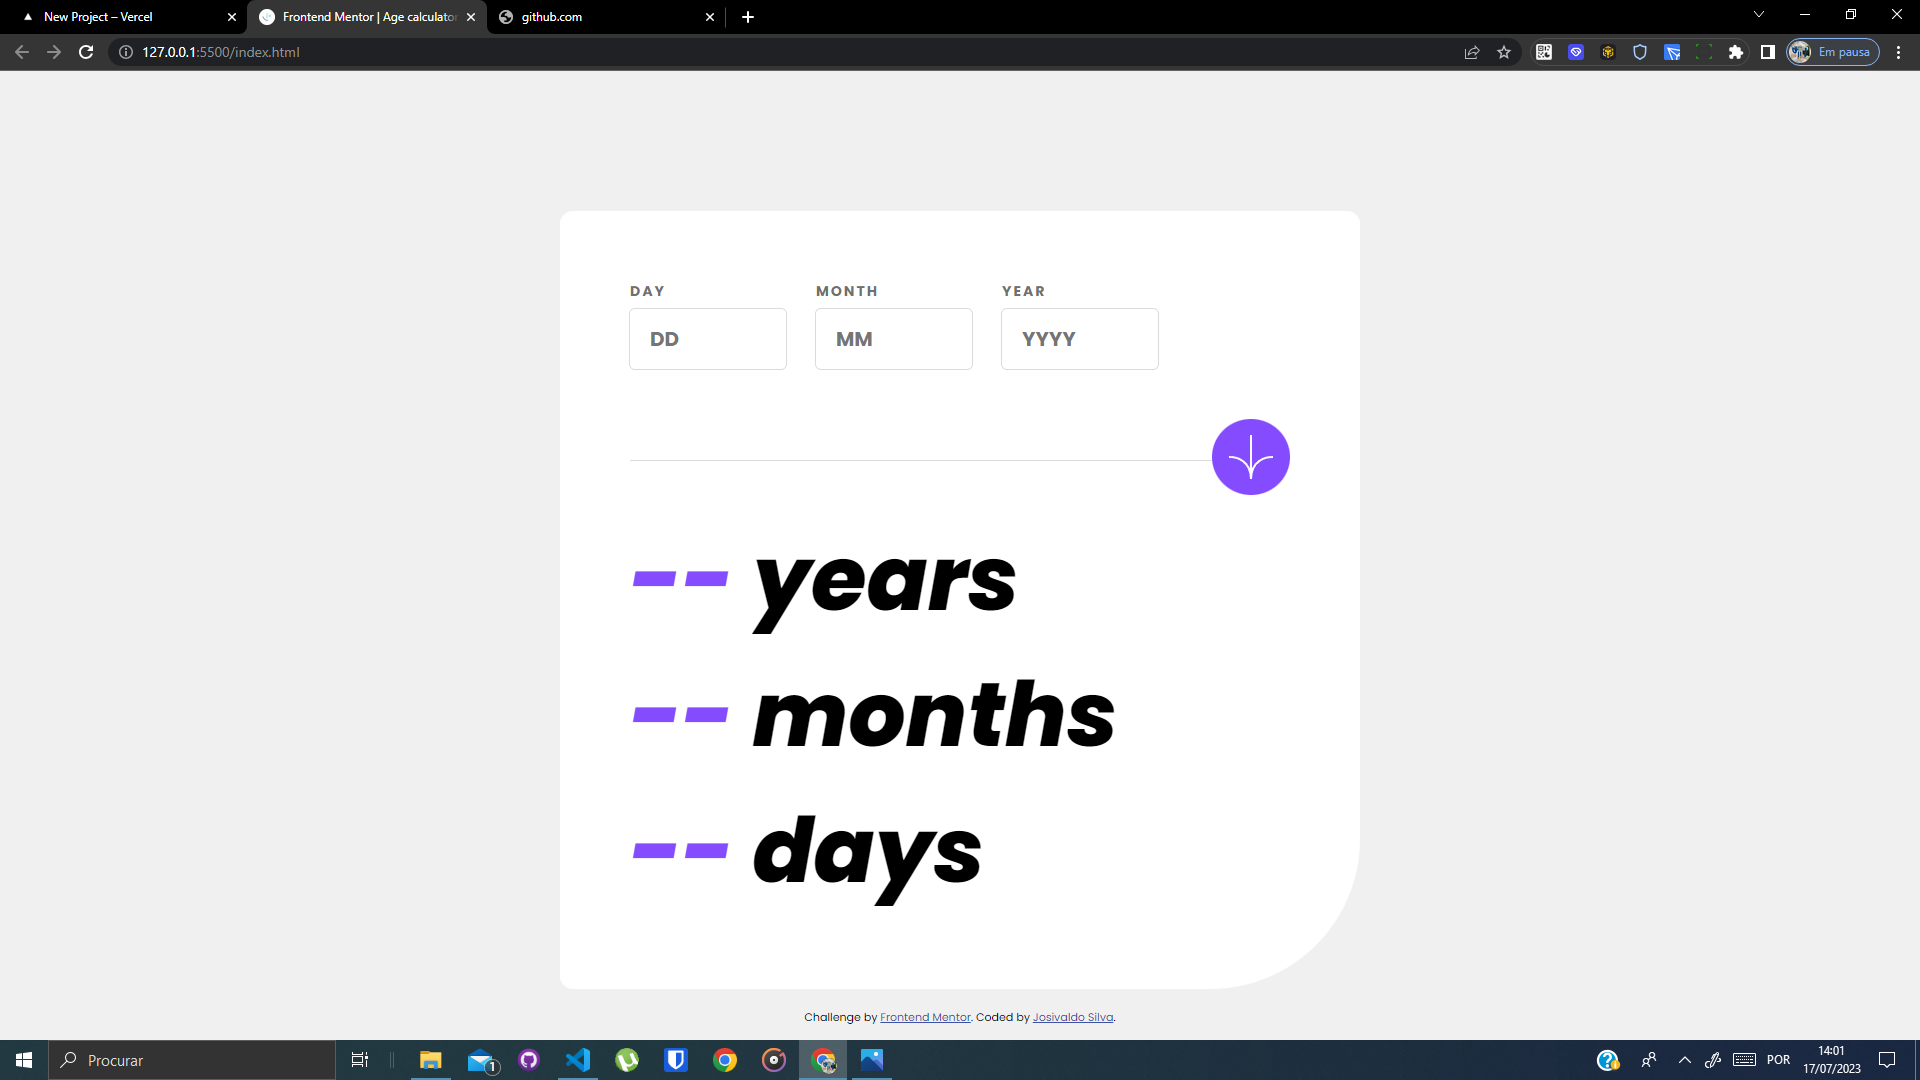 New Project – Vercel
Frontend Mentor | Age calculator
github.com
127.0.0.1:5500/index.html
Em pausa
DAY MONTH YEAR
DD MM YYYY
-- years
-- months
-- days
Challenge by Frontend Mentor. Coded by Josivaldo Silva.
Procurar
1
POR
14:01
17/07/2023